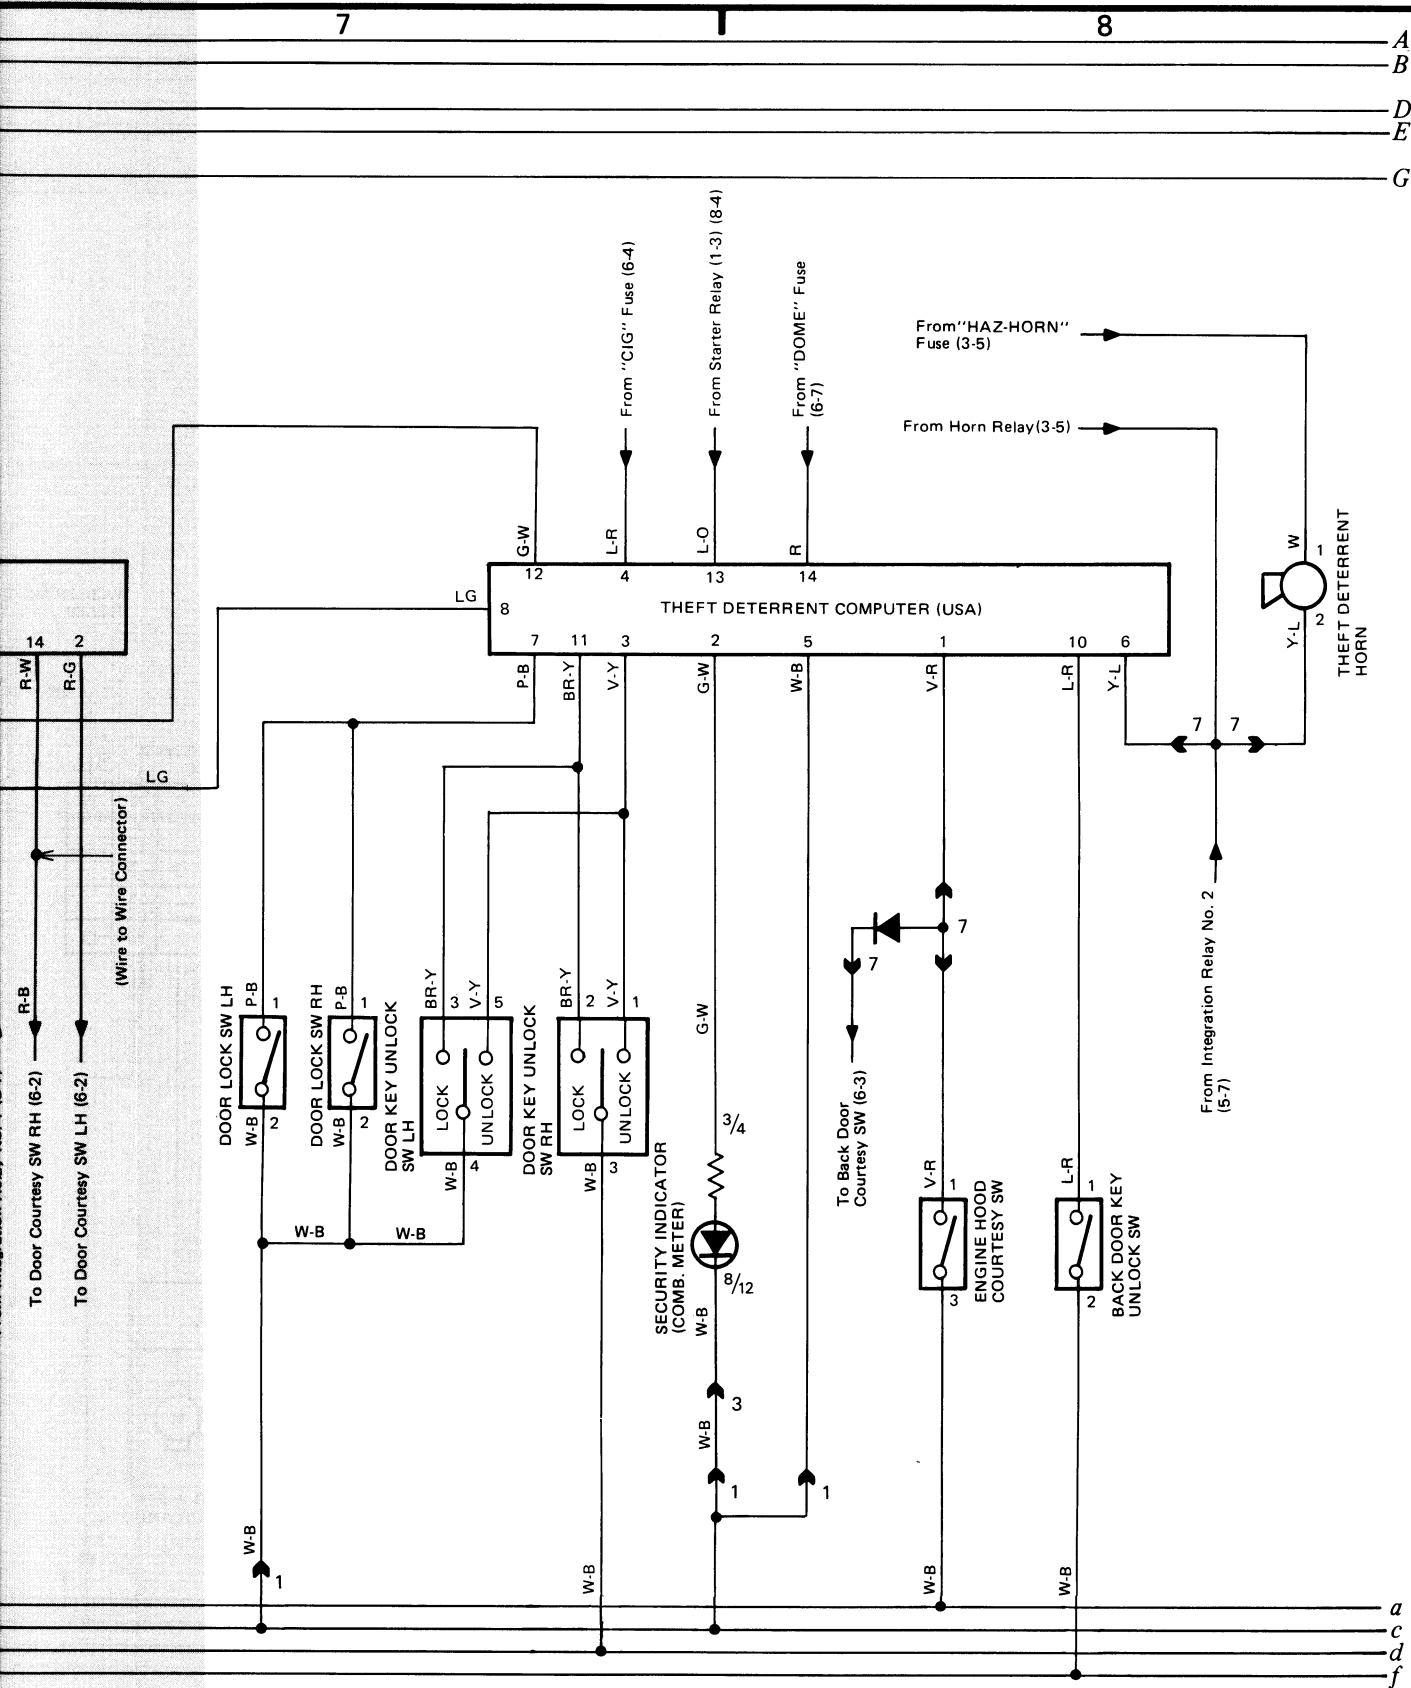 7
8
A
B
D
E
G
From "CIG" Fuse (6-4)
From Starter Relay (1-3) (8-4)
From "DOME" Fuse
(6-7)
From "HAZ-HORN"
Fuse (3-5)
From Horn Relay (3-5)
G-W
L-R
L-O
R
W
1
12
4
13
14
LG
8
THEFT DETERRENT COMPUTER (USA)
2
THEFT DETERRENT
HORN
14
2
7
11
3
2
5
1
10
6
R-W
R-G
P-B
BR-Y
V-Y
G-W
W-B
V-R
L-R
Y-L
Y-L
7
7
LG
(Wire to Wire Connector)
7
7
From Integration Relay No. 2
(5-7)
R-B
P-B
1
P-B
1
BR-Y
3
V-Y
5
BR-Y
2
V-Y
1
G-W
DOOR LOCK SW LH
DOOR LOCK SW RH
DOOR KEY UNLOCK
SW LH
LOCK
UNLOCK
DOOR KEY UNLOCK
SW RH
LOCK
UNLOCK
W-B
2
W-B
2
W-B
4
W-B
3
To Door Courtesy SW RH (6-2)
To Door Courtesy SW LH (6-2)
To Back Door
Courtesy SW (6-3)
3/4
SECURITY INDICATOR
(COMB. METER)
8/12
V-R
1
ENGINE HOOD
COURTESY SW
3
L-R
1
BACK DOOR KEY
UNLOCK SW
2
W-B
W-B
W-B
3
W-B
1
1
W-B
1
W-B
W-B
W-B
a
c
d
f